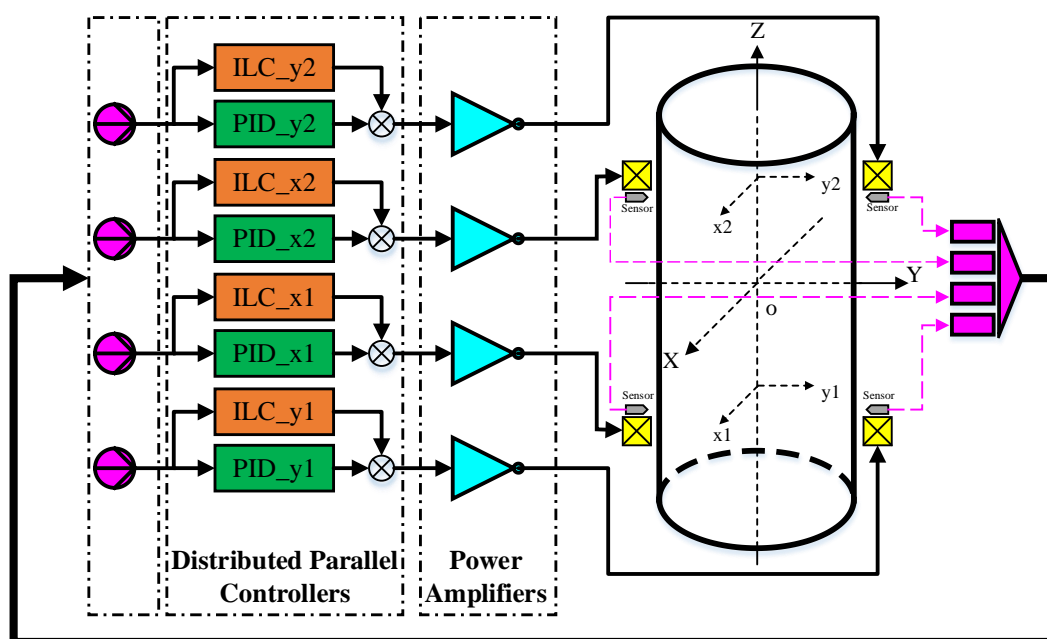 ILC_y2
PID_y2
ILC_x2
PID_x2
ILC_x1
PID_x1
ILC_y1
PID_y1
Distributed Parallel
Controllers
Power
Amplifiers
Z
y2
x2
Sensor
Sensor
Y
o
X
Sensor
Sensor
y1
x1